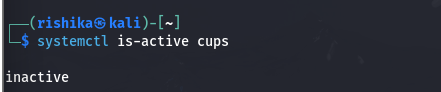 ┌──(rishika㉿kali)-[~]
└─$ systemctl is-active cups
inactive